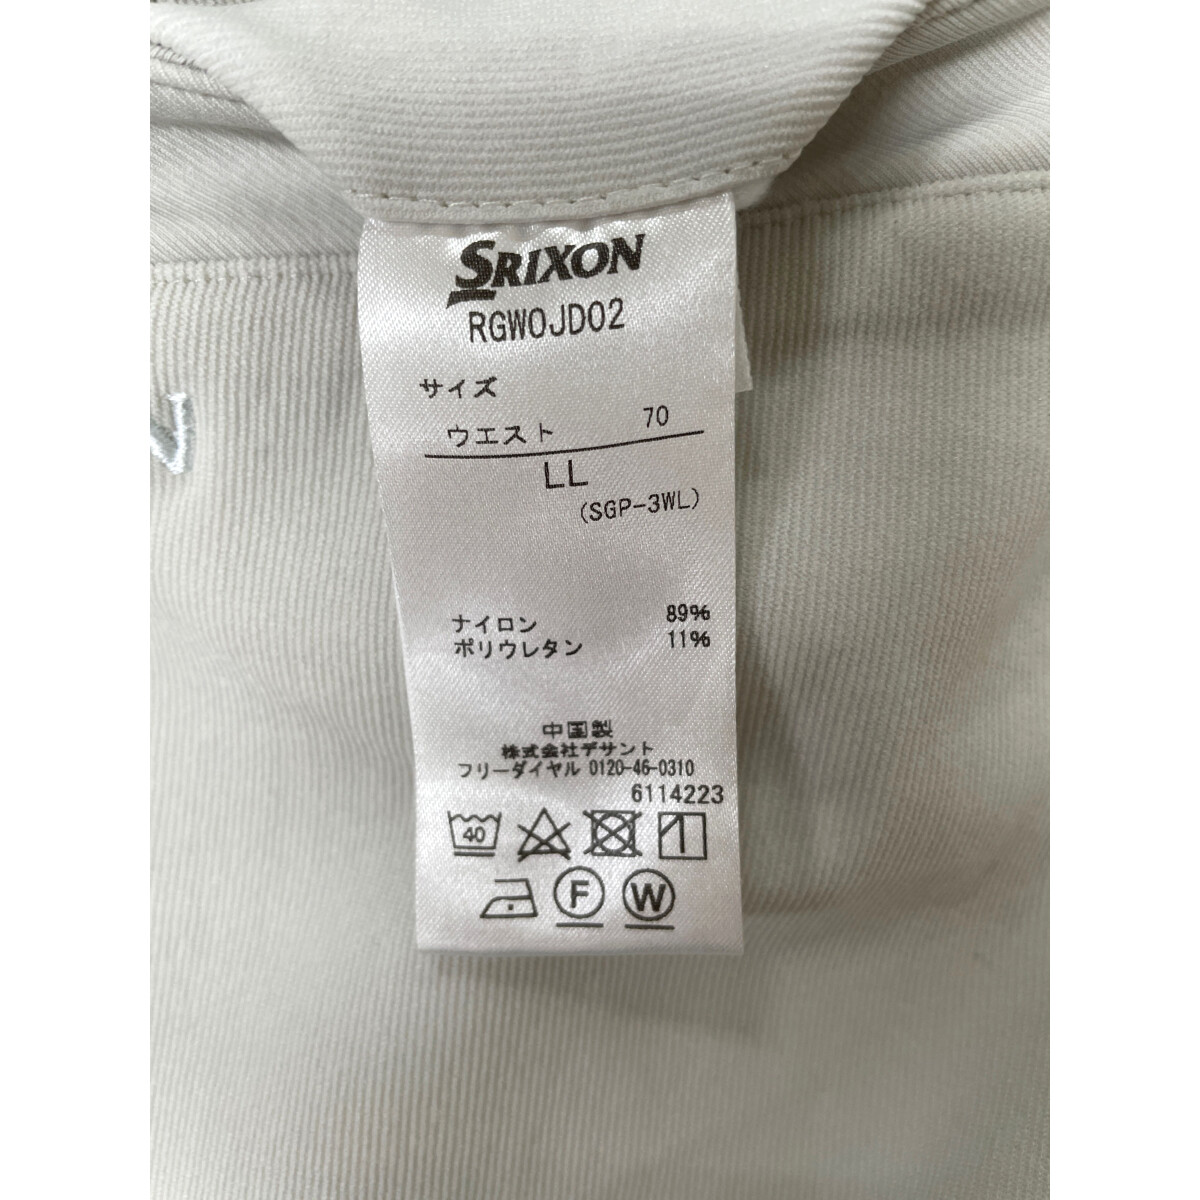 SRIXON
RGWOJD02
サイズ
ウエスト 70
LL
(SGP-3WL)
ナイロン 89%
ポリウレタン 11%
中国製
株式会社デサント
フリーダイヤル 0120-46-0310
6114223
40
F W